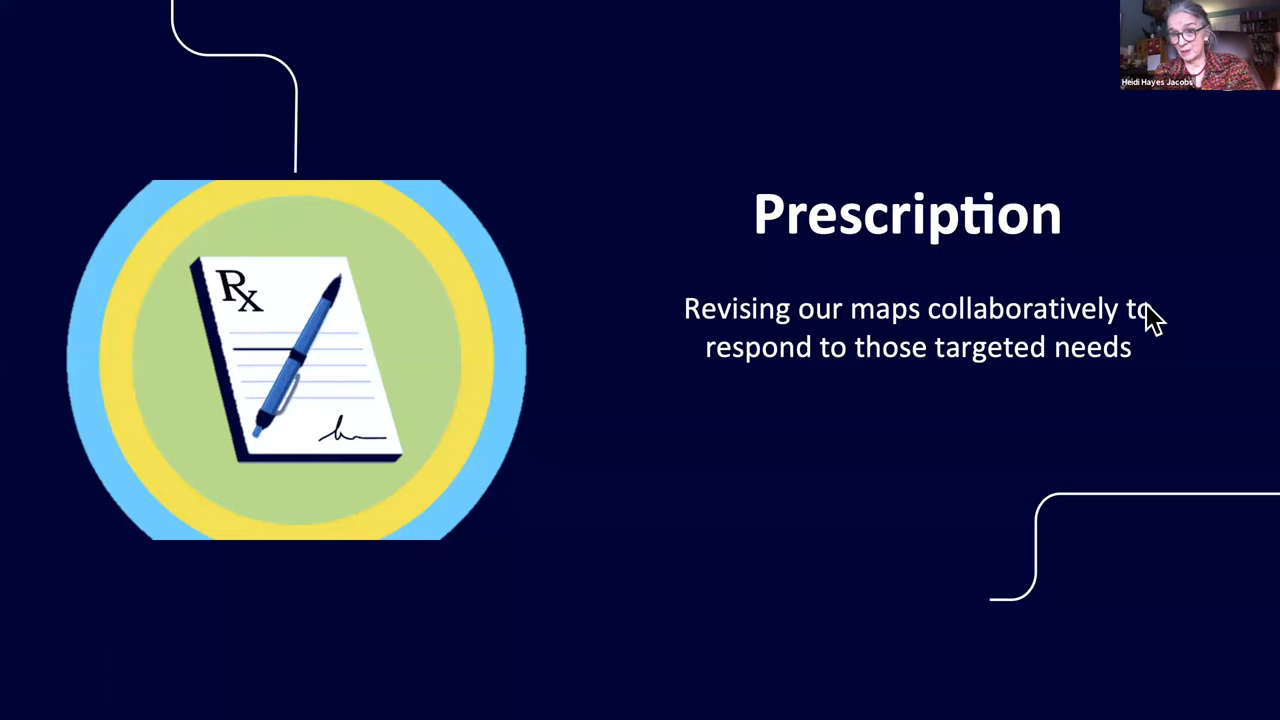 Heidi Hayes Jacobs
Prescription
Revising our maps collaboratively to
respond to those targeted needs
Rx